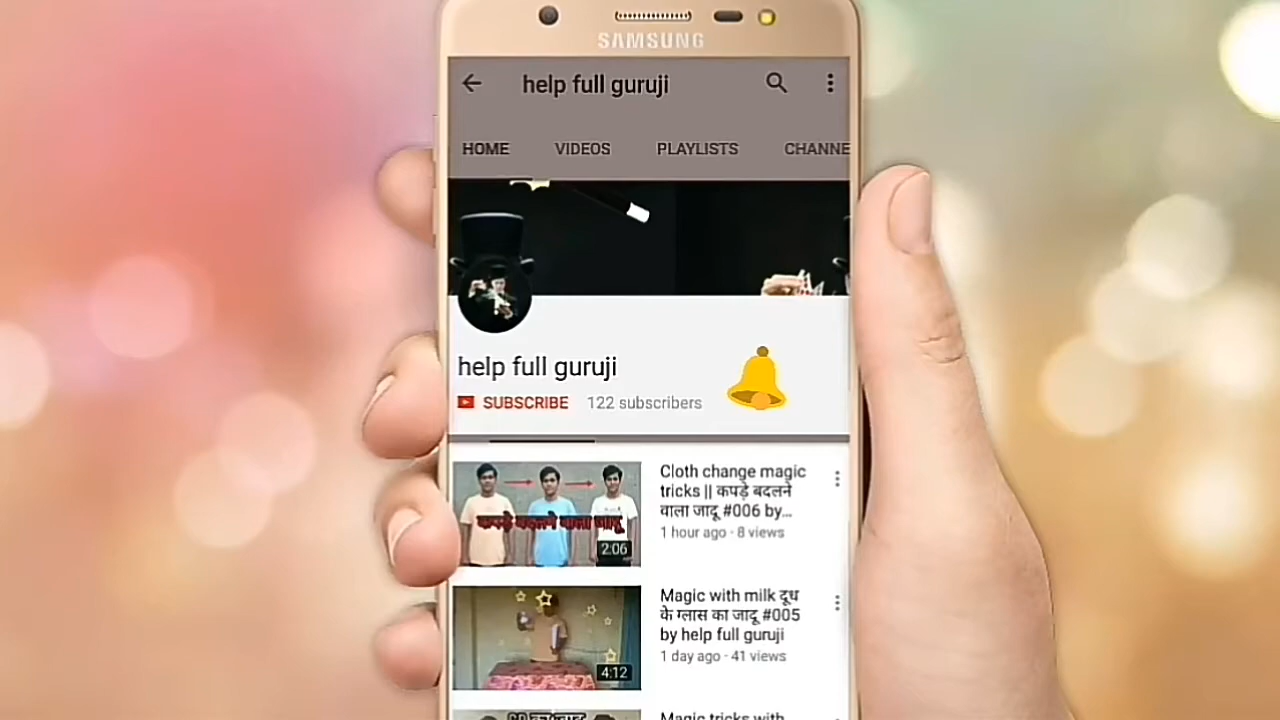 SAMSUNG
help full guruji
HOME VIDEOS PLAYLISTS CHANNE
help full guruji
SUBSCRIBE 122 subscribers
Cloth change magic
tricks || कपड़े बदलने
वाला जादू #006 by...
1 hour ago · 8 views
कपड़े बदलने वाला जादू
2:06
Magic with milk दूध
के ग्लास का जादू #005
by help full guruji
1 day ago · 41 views
4:12
Magic tricks with